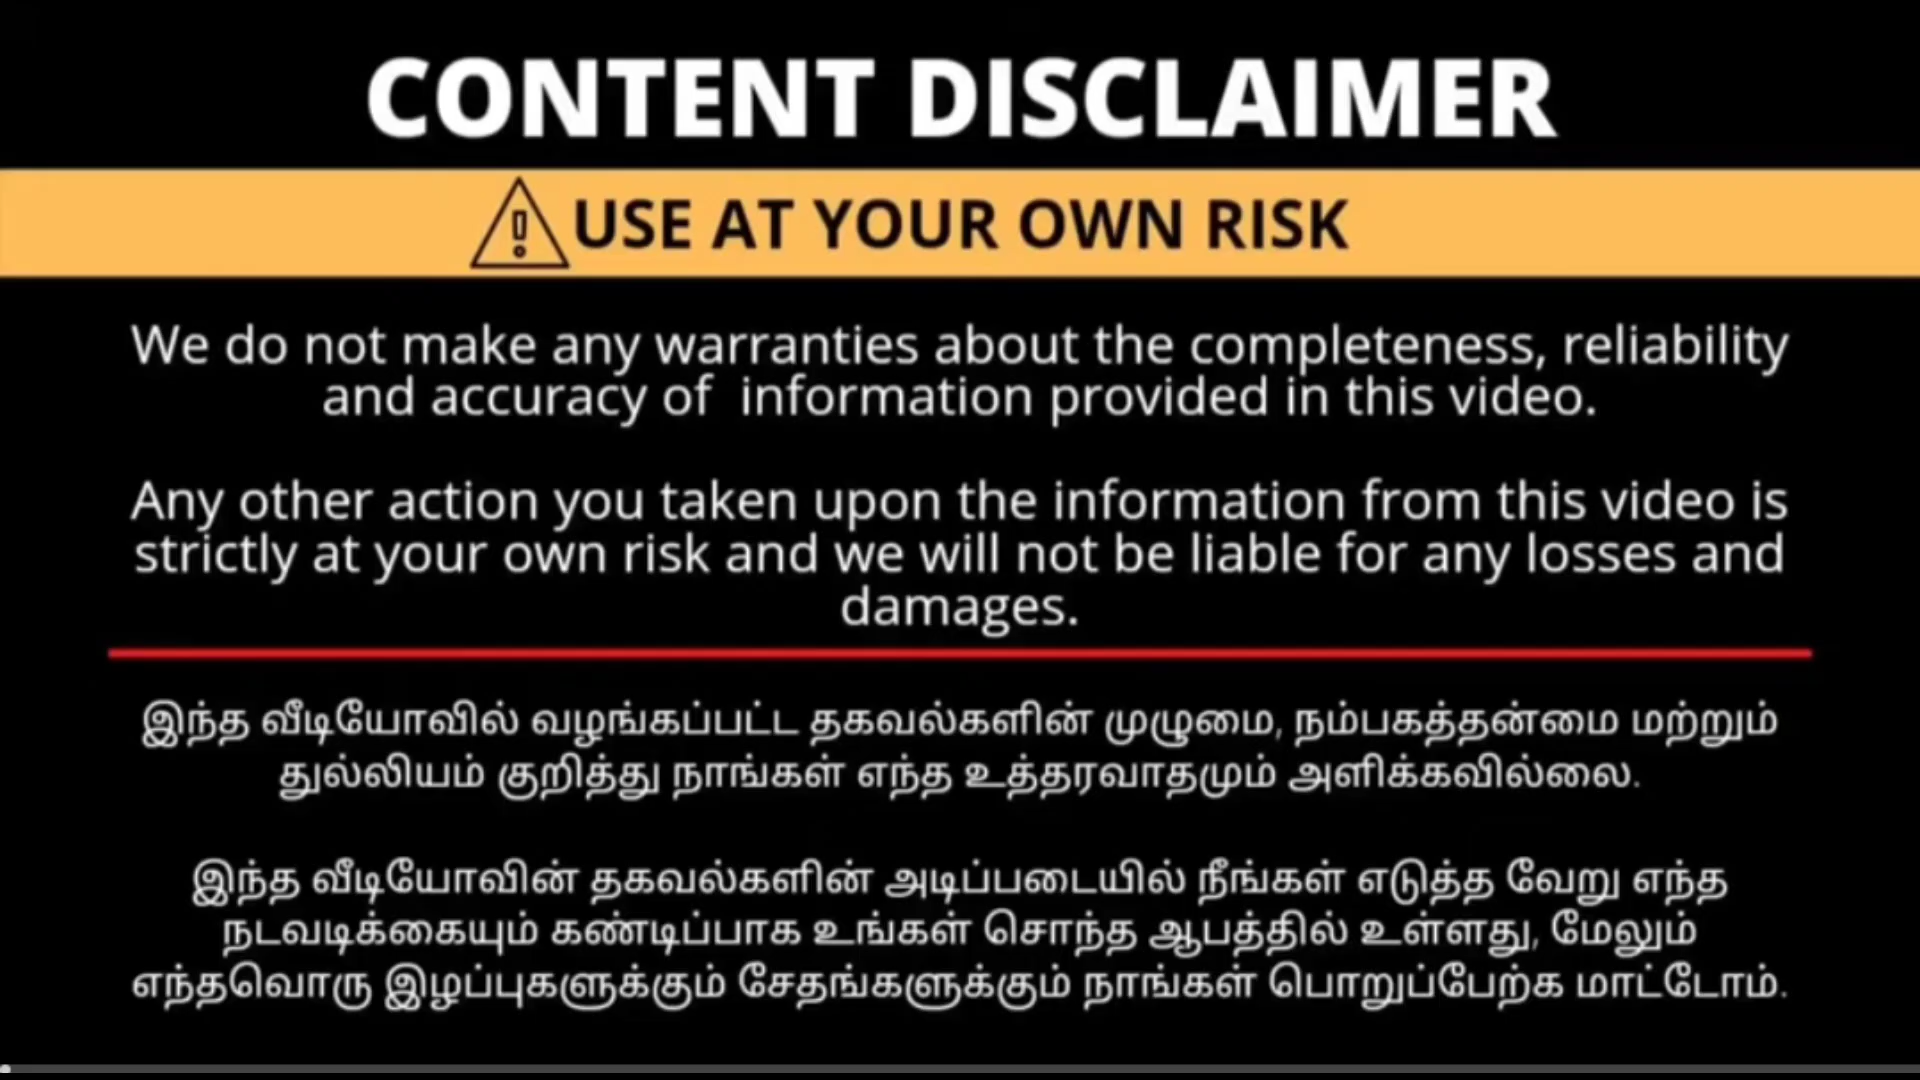 CONTENT DISCLAIMER
USE AT YOUR OWN RISK
We do not make any warranties about the completeness, reliability
and accuracy of information provided in this video.
Any other action you taken upon the information from this video is
strictly at your own risk and we will not be liable for any losses and
damages.
இந்த வீடியோவில் வழங்கப்பட்ட தகவல்களின் முழுமை, நம்பகத்தன்மை மற்றும்
துல்லியம் குறித்து நாங்கள் எந்த உத்தரவாதமும் அளிக்கவில்லை.
இந்த வீடியோவின் தகவல்களின் அடிப்படையில் நீங்கள் எடுத்த வேறு எந்த
நடவடிக்கையும் கண்டிப்பாக உங்கள் சொந்த ஆபத்தில் உள்ளது, மேலும்
எந்தவொரு இழப்புகளுக்கும் சேதங்களுக்கும் நாங்கள் பொறுப்பேற்க மாட்டோம்.